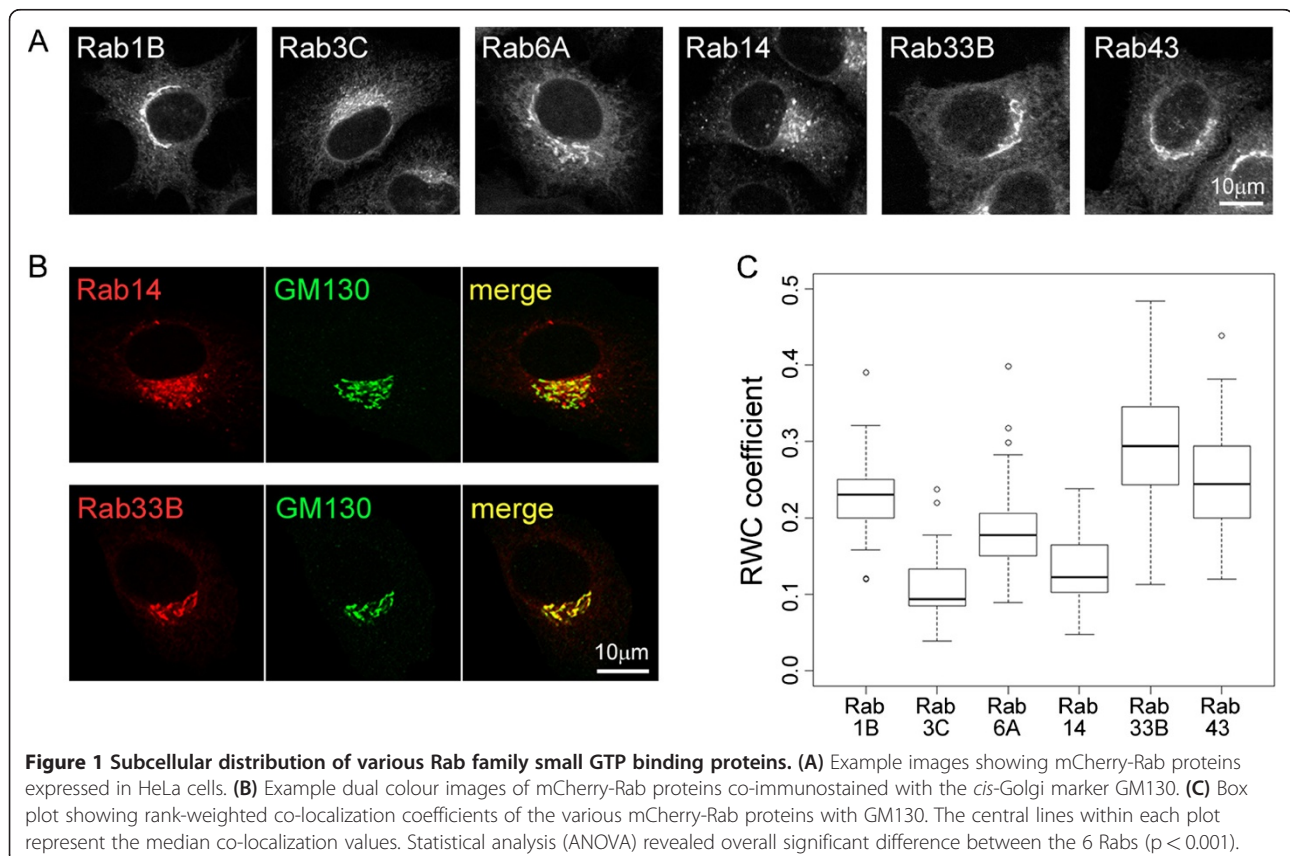 A
Rab1B Rab3C Rab6A Rab14 Rab33B Rab43
10μm
B
Rab14 GM130 merge
Rab33B GM130 merge
10μm
C
RWC coefficient
0.5
0.4
0.3
0.2
0.1
0.0
Rab Rab Rab Rab Rab Rab
1B 3C 6A 14 33B 43
Figure 1 Subcellular distribution of various Rab family small GTP binding proteins. (A) Example images showing mCherry-Rab proteins
expressed in HeLa cells. (B) Example dual colour images of mCherry-Rab proteins co-immunostained with the cis-Golgi marker GM130. (C) Box
plot showing rank-weighted co-localization coefficients of the various mCherry-Rab proteins with GM130. The central lines within each plot
represent the median co-localization values. Statistical analysis (ANOVA) revealed overall significant difference between the 6 Rabs (p < 0.001).